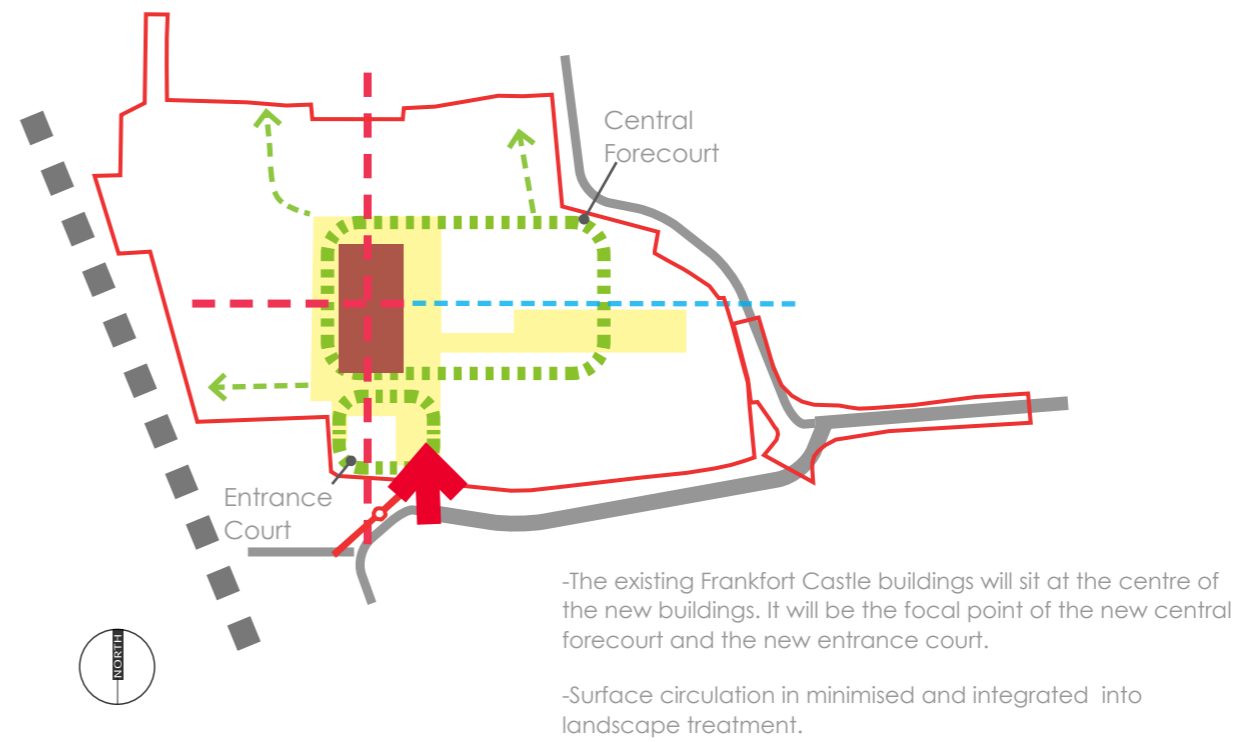 Central
Forecourt
Entrance
Court
NORTH
-The existing Frankfort Castle buildings will sit at the centre of
the new buildings. It will be the focal point of the new central
forecourt and the new entrance court.
-Surface circulation in minimised and integrated into
landscape treatment.